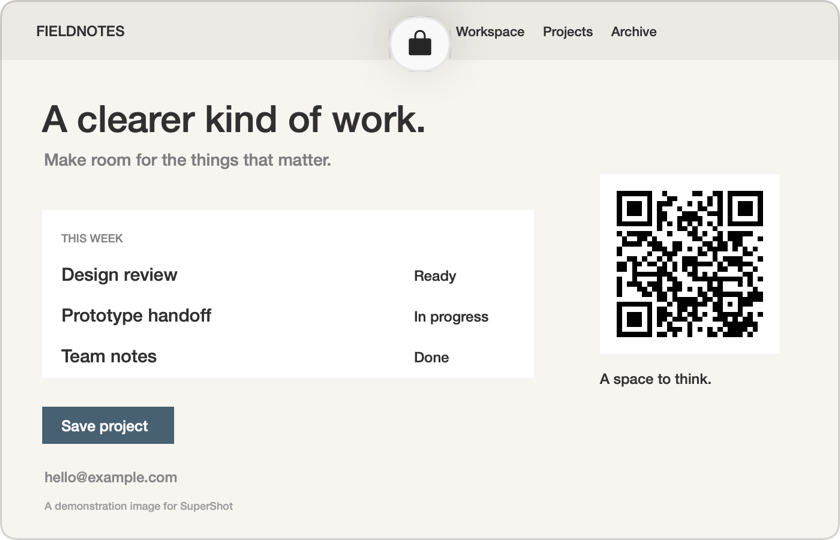 FIELDNOTES
Workspace Projects Archive
A clearer kind of work.
Make room for the things that matter.
THIS WEEK
Design review Ready
Prototype handoff In progress
Team notes Done
A space to think.
Save project
hello@example.com
A demonstration image for SuperShot